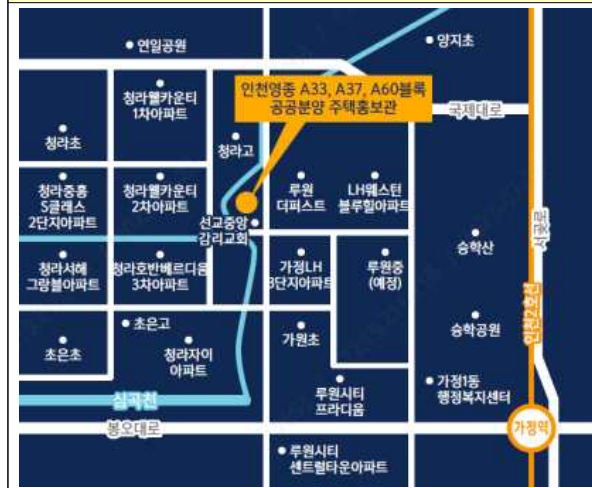 연일공원
양지초
인천영종 A33, A37, A60블록
공공분양 주택홍보관
국제대로
청라웰카운티
1차아파트
청라초
청라고
청라중흥
S클래스
2단지아파트
청라웰카운티
2차아파트
루원
더퍼스트
LH웨스턴
블루힐아파트
서곶로
선교중앙
감리교회
승학산
청라서해
그랑블아파트
청라호반베르디움
3차아파트
가정LH
3단지아파트
루원중
(예정)
인천2호선
초은고
승학공원
초은초
청라자이
아파트
가원초
심곡천
루원시티
프라디움
가정1동
행정복지센터
봉오대로
가정역
루원시티
센트럴타운아파트